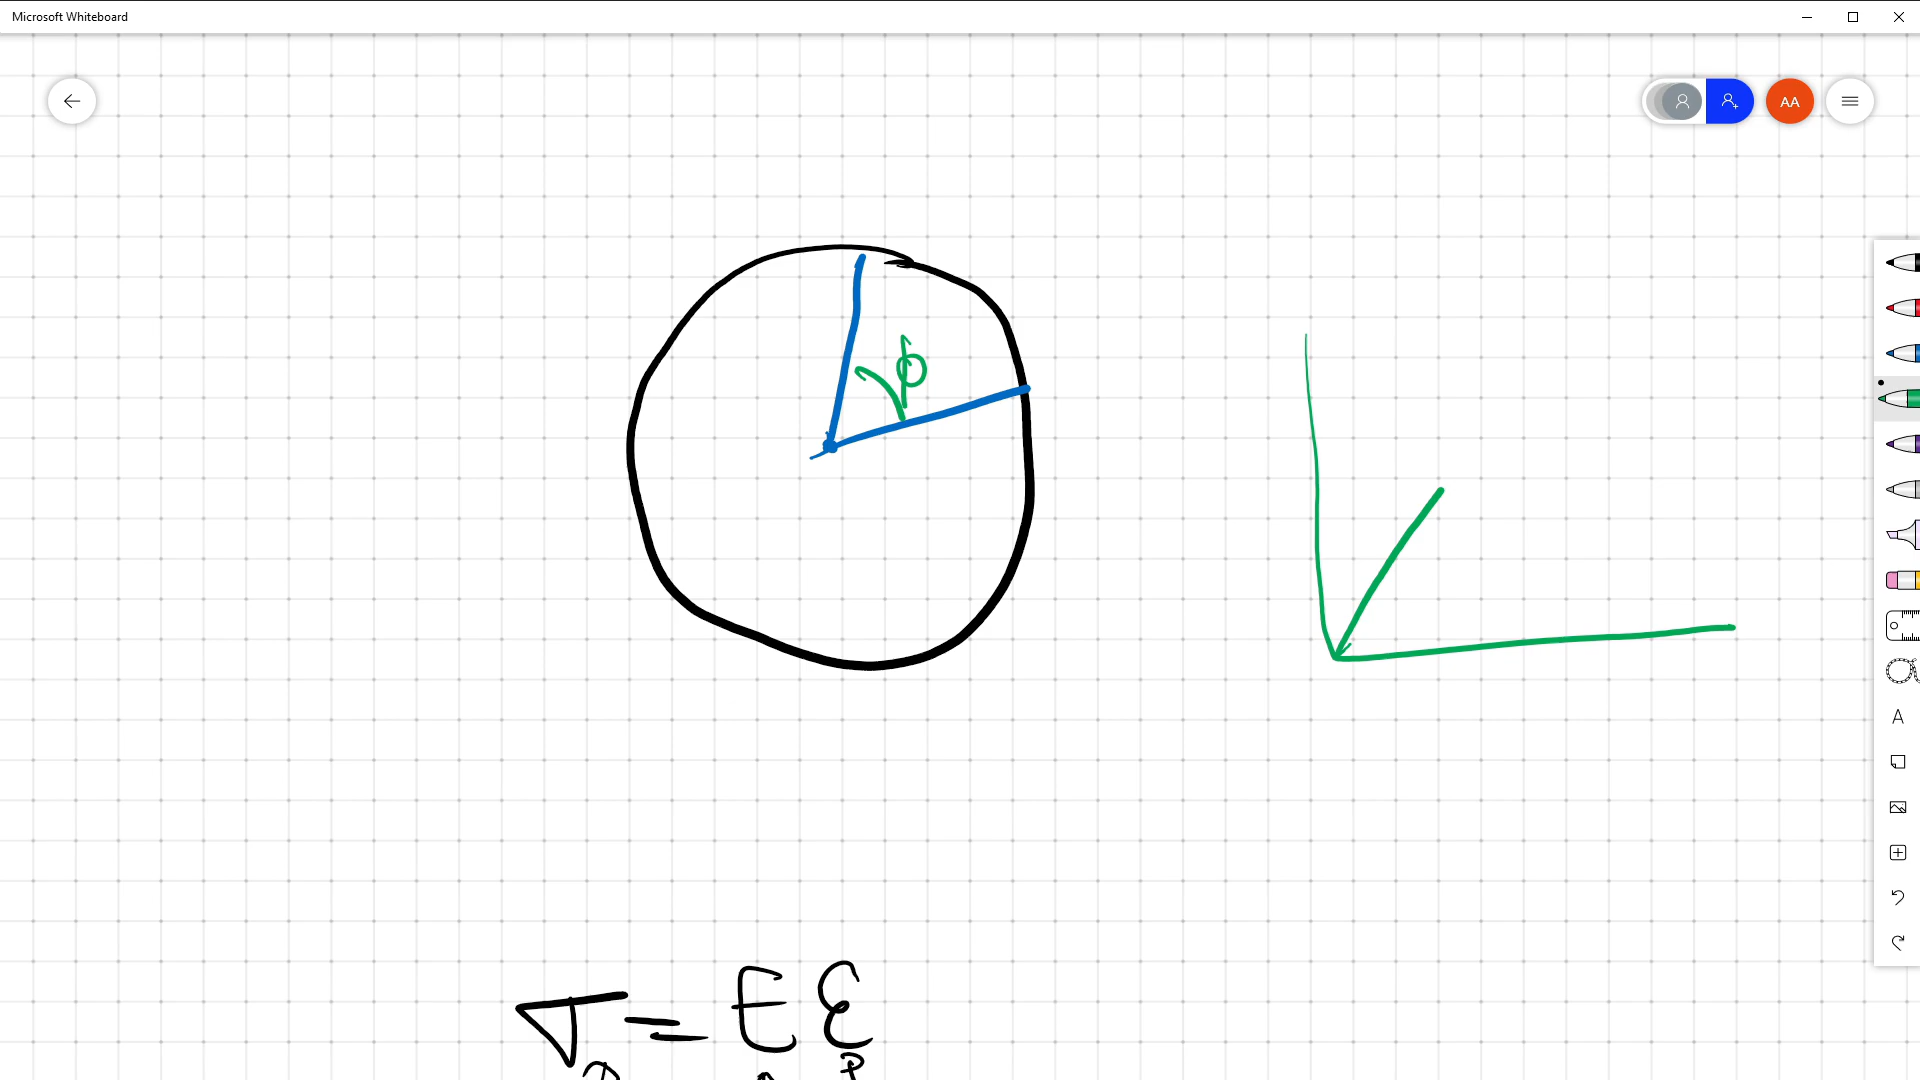 Microsoft Whiteboard
AA
ϕ
A
σ = E ε